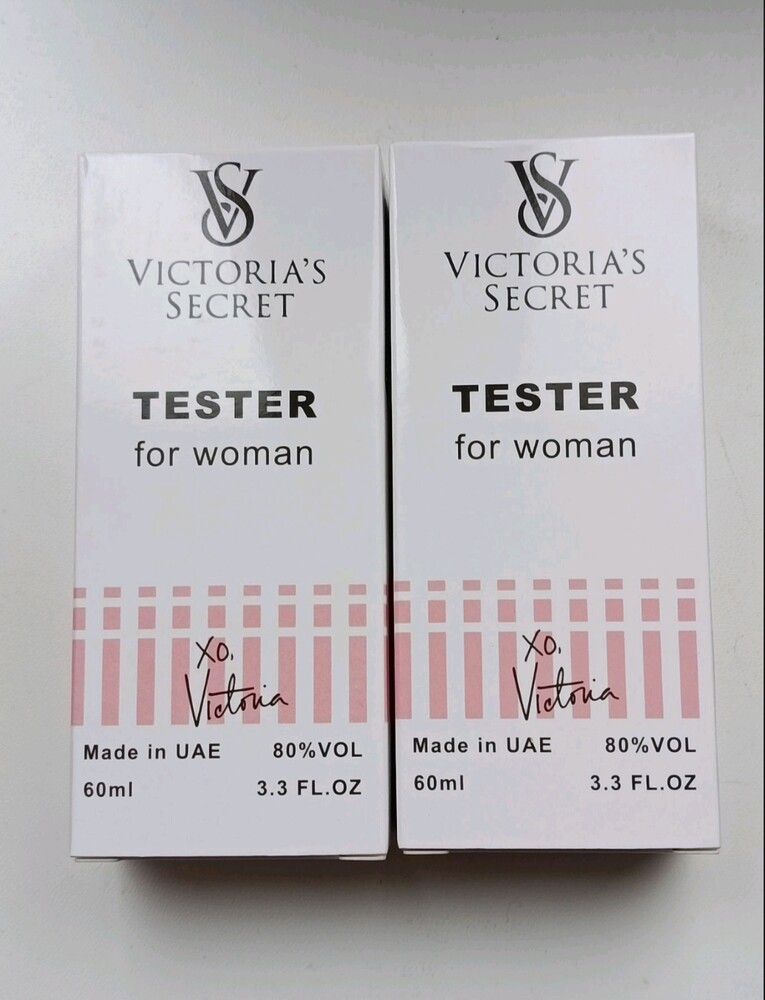 VS
VICTORIA'S
SECRET
TESTER
for woman
XO,
Victoria
Made in UAE 80%VOL
60ml 3.3 FL.OZ
VS
VICTORIA'S
SECRET
TESTER
for woman
XO,
Victoria
Made in UAE 80%VOL
60ml 3.3 FL.OZ